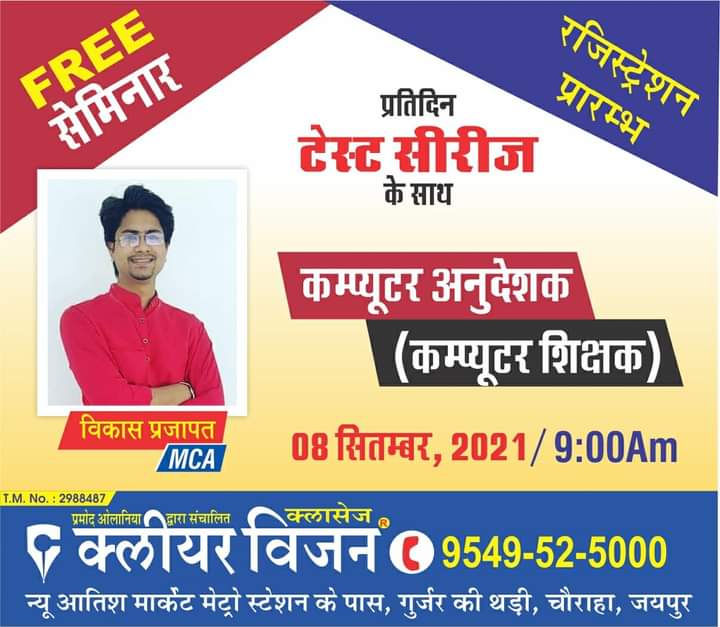 FREE
सेमिनार
रजिस्ट्रेशन
प्रारम्भ
प्रतिदिन
टेस्ट सीरीज
के साथ
कम्प्यूटर अनुदेशक
(कम्प्यूटर शिक्षक)
विकास प्रजापत
MCA
08 सितम्बर, 2021/ 9:00Am
T.M. No. : 2988487
प्रमोद ओलानिया द्वारा संचालित
क्लासेज ®
क्लीयर विजन 9549-52-5000
न्यू आतिश मार्केट मेट्रो स्टेशन के पास, गुर्जर की थड़ी, चौराहा, जयपुर